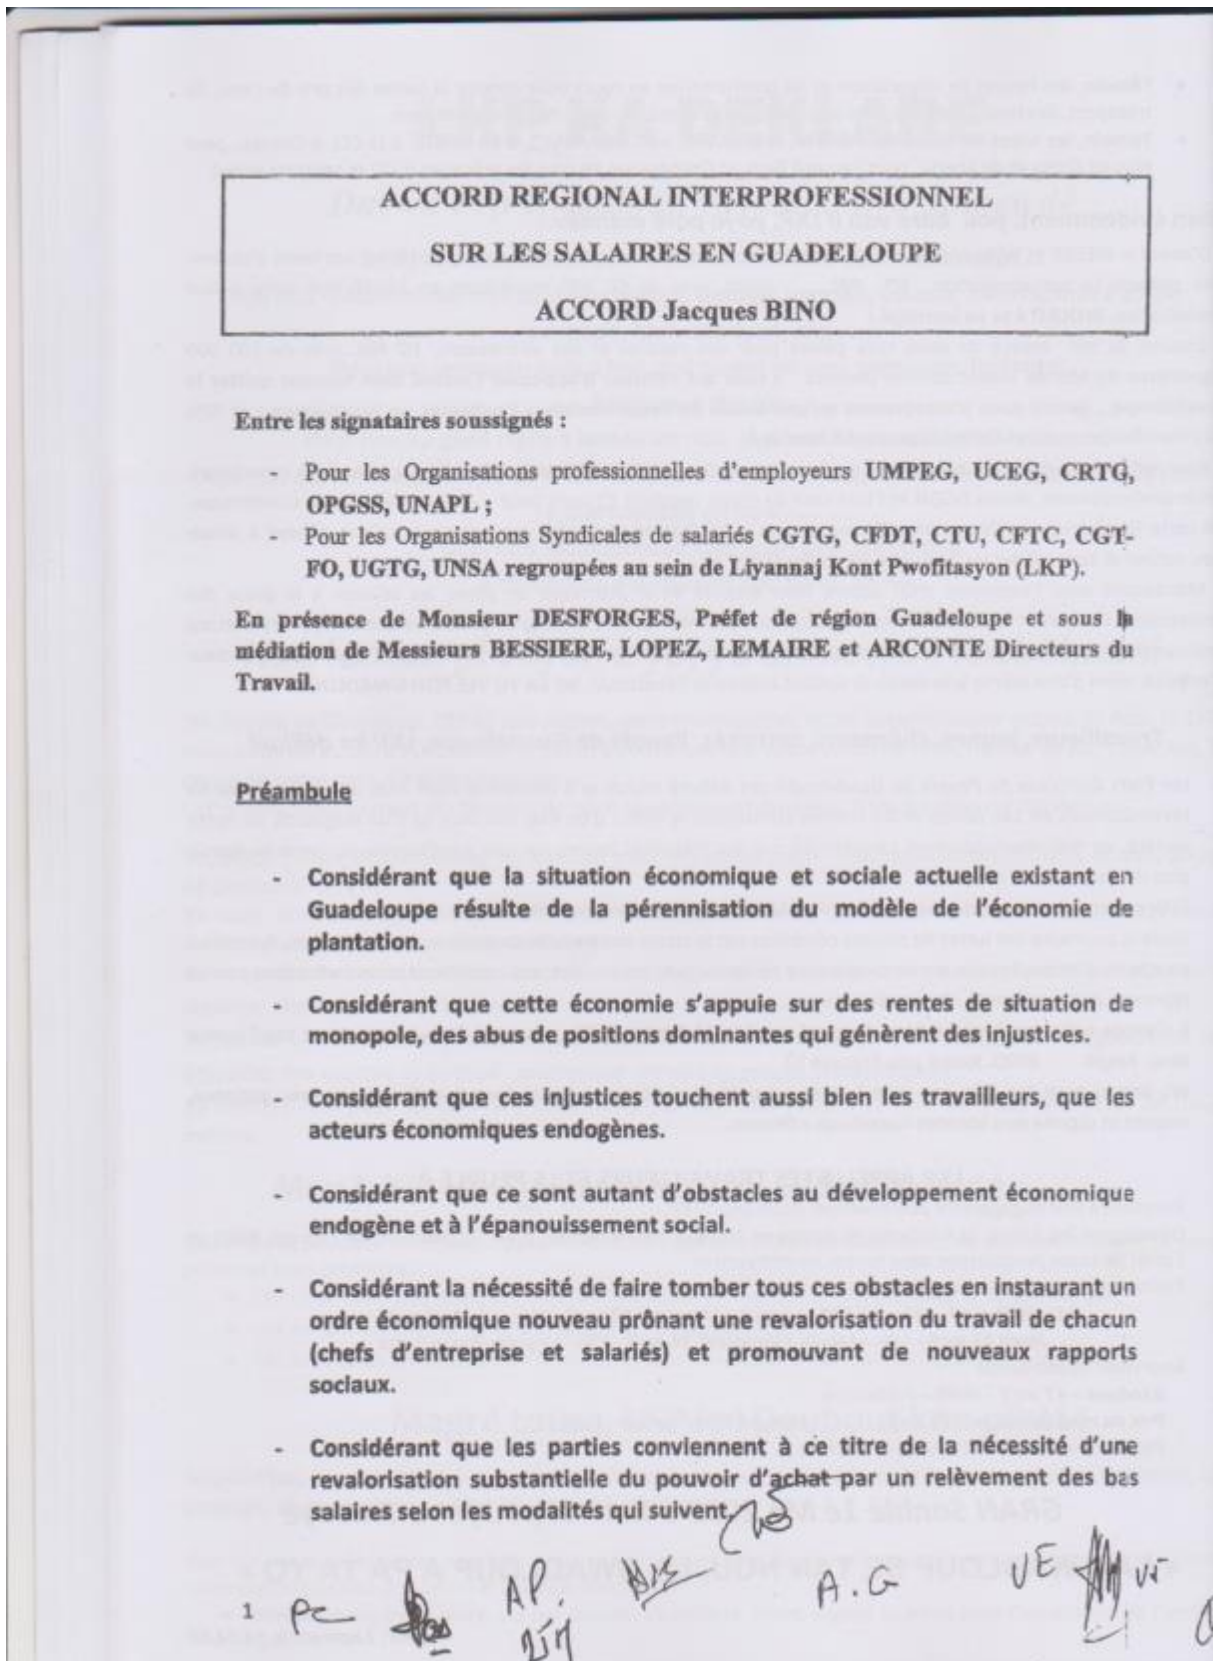 ACCORD REGIONAL INTERPROFESSIONNEL
SUR LES SALAIRES EN GUADELOUPE
ACCORD Jacques BINO
Entre les signataires soussignés :
- Pour les Organisations professionnelles d'employeurs UMPEG, UCEG, CRTG,
OPGSS, UNAPL ;
- Pour les Organisations Syndicales de salariés CGTG, CFDT, CTU, CFTC, CGT-
FO, UGTG, UNSA regroupées au sein de Liyannaj Kont Pwofitasyon (LKP).
En présence de Monsieur DESFORGES, Préfet de région Guadeloupe et sous la
médiation de Messieurs BESSIERE, LOPEZ, LEMAIRE et ARCONTE Directeurs du
Travail.
Préambule
- Considérant que la situation économique et sociale actuelle existant en
Guadeloupe résulte de la pérennisation du modèle de l'économie de
plantation.
- Considérant que cette économie s'appuie sur des rentes de situation de
monopole, des abus de positions dominantes qui génèrent des injustices.
- Considérant que ces injustices touchent aussi bien les travailleurs, que les
acteurs économiques endogènes.
- Considérant que ce sont autant d'obstacles au développement économique
endogène et à l'épanouissement social.
- Considérant la nécessité de faire tomber tous ces obstacles en instaurant un
ordre économique nouveau prônant une revalorisation du travail de chacun
(chefs d'entreprise et salariés) et promouvant de nouveaux rapports
sociaux.
- Considérant que les parties conviennent à ce titre de la nécessité d'une
revalorisation substantielle du pouvoir d'achat par un relèvement des bas
salaires selon les modalités qui suivent.
1 PC AP. A.G VE